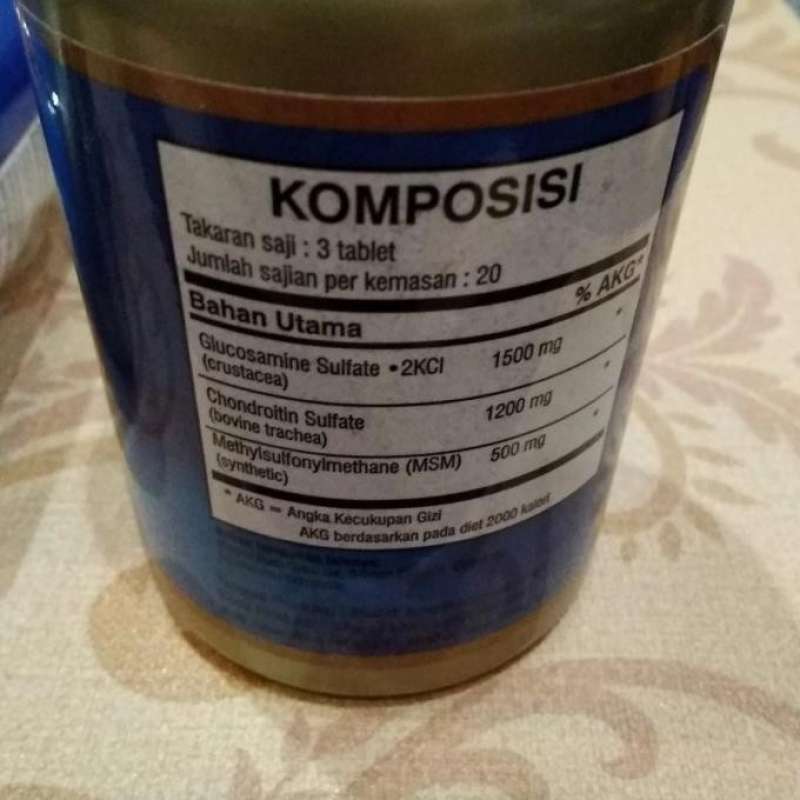 KOMPOSISI
Takaran saji : 3 tablet
Jumlah sajian per kemasan : 20
% AKG*
Bahan Utama
Glucosamine Sulfate •2KCl 1500 mg *
(crustacea)
Chondroitin Sulfate 1200 mg *
(bovine trachea)
Methylsulfonylmethane (MSM) 500 mg *
(synthetic)
* AKG = Angka Kecukupan Gizi
AKG berdasarkan pada diet 2000 kalori